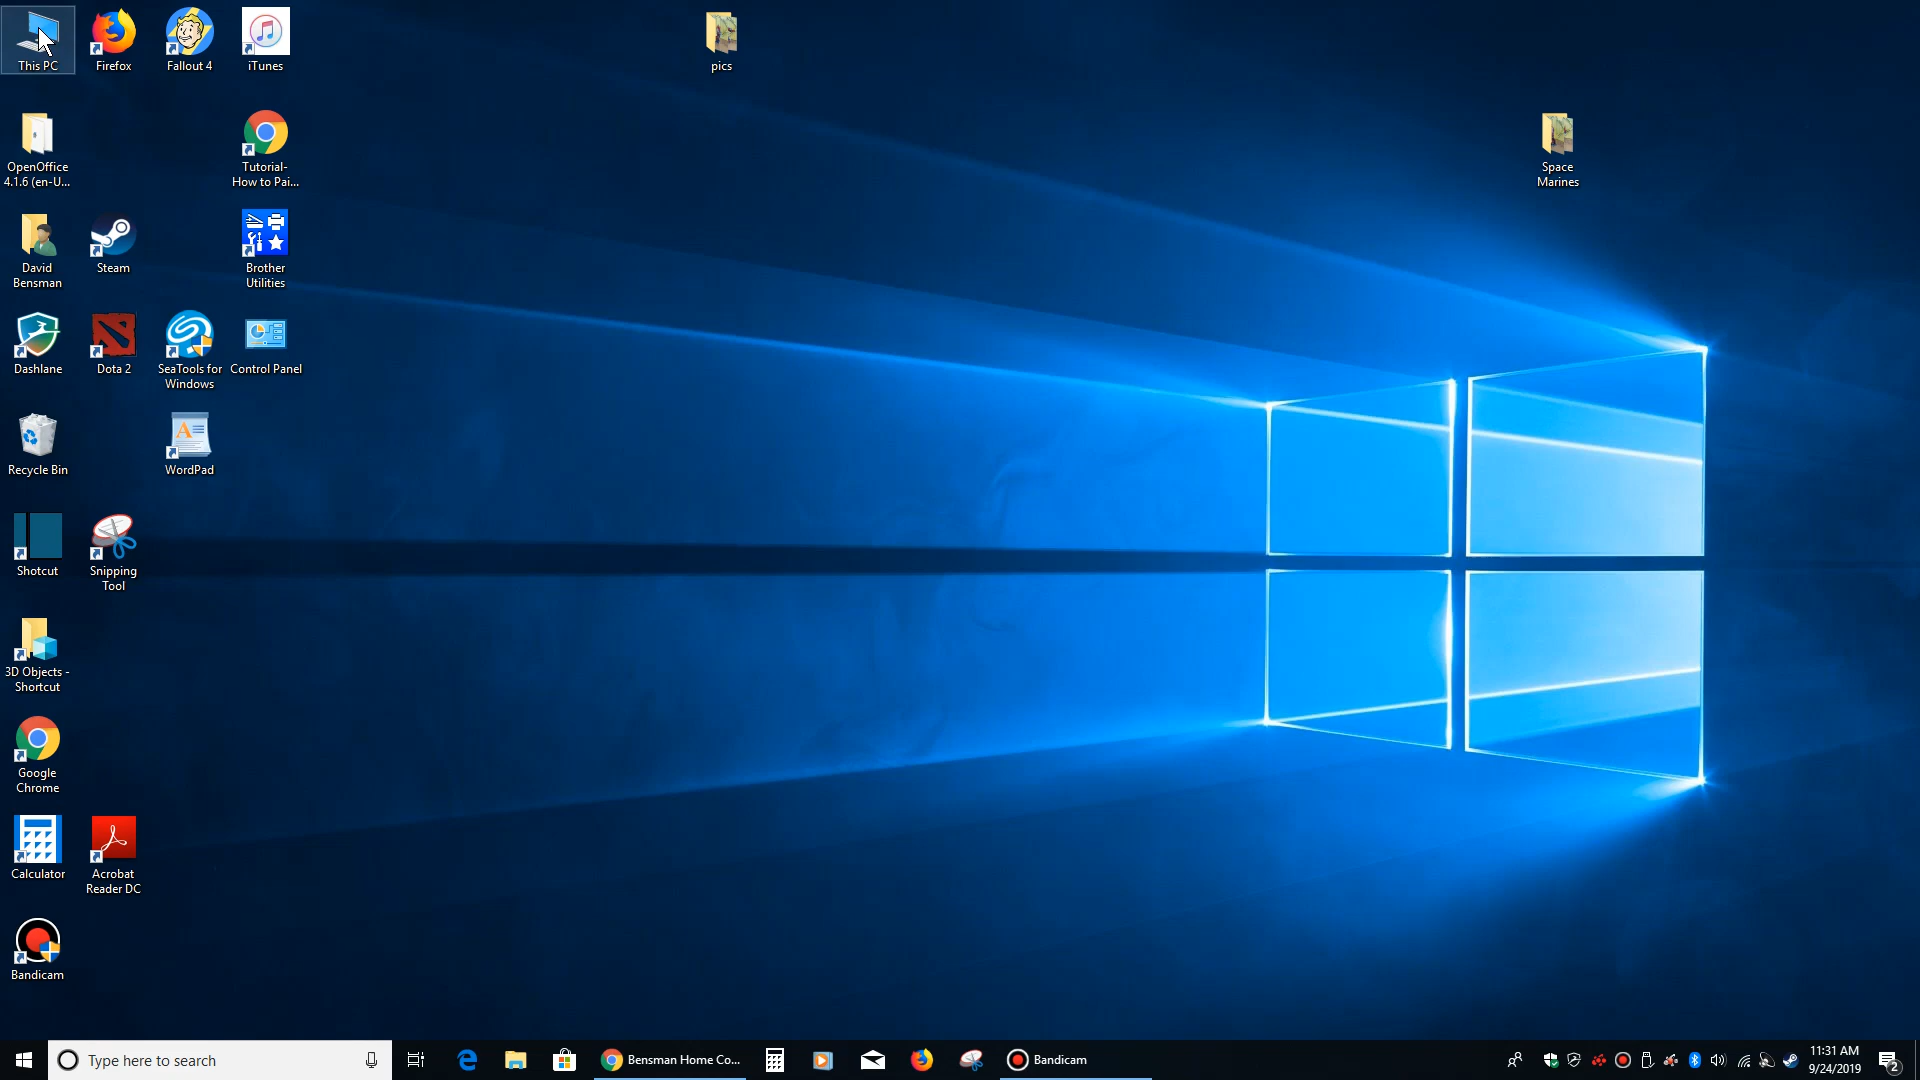 This PC
Firefox
Fallout 4
iTunes
pics
OpenOffice
4.1.6 (en-U...
Tutorial-
How to Pai...
Space
Marines
David
Bensman
Steam
Brother
Utilities
Dashlane
Dota 2
SeaTools for
Windows
Control Panel
Recycle Bin
WordPad
Shotcut
Snipping
Tool
3D Objects -
Shortcut
Google
Chrome
Calculator
Acrobat
Reader DC
Bandicam
Type here to search
Bensman Home Co...
Bandicam
11:31 AM
9/24/2019
2